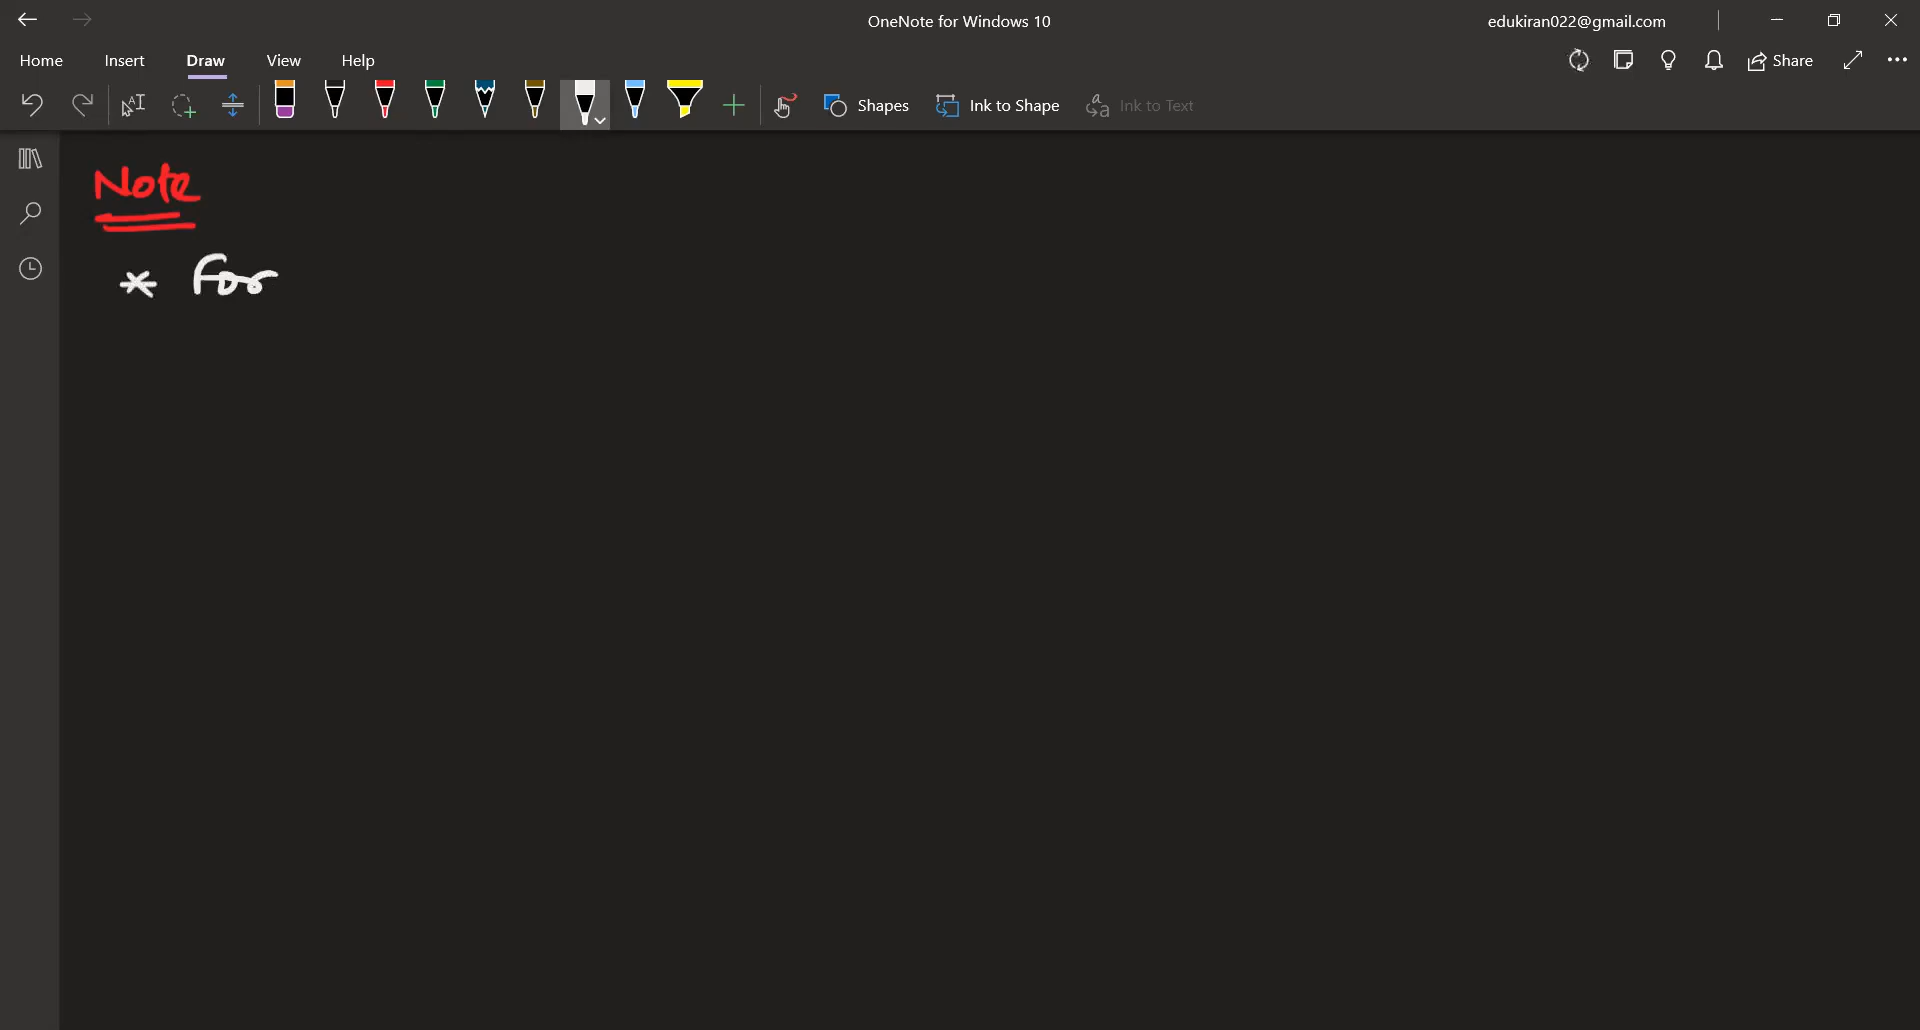 OneNote for Windows 10 edukiran022@gmail.com
Home Insert Draw View Help Share
Shapes Ink to Shape Ink to Text
Note
* For